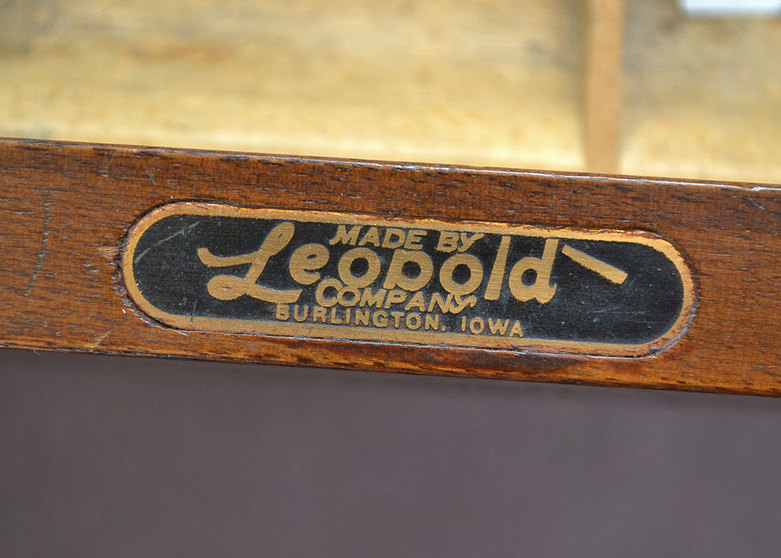 MADE BY
Leopold
COMPANY
BURLINGTON, IOWA